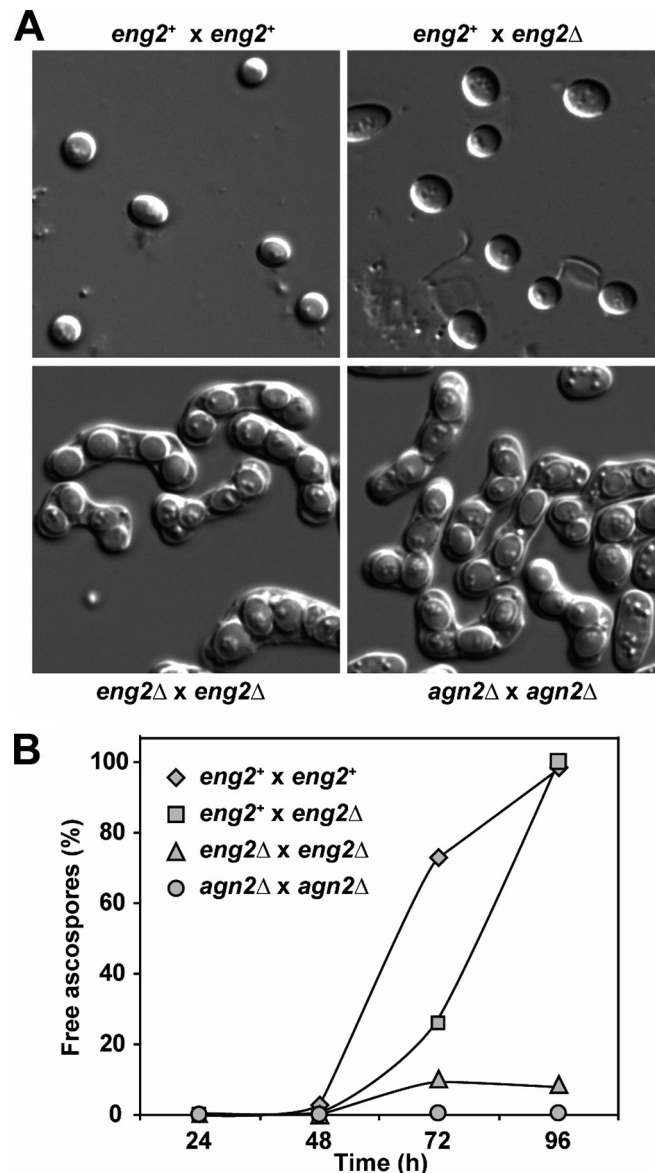 A
eng2⁺ x eng2⁺ eng2⁺ x eng2Δ
eng2Δ x eng2Δ agn2Δ x agn2Δ
B
Free ascospores (%)
100
80
60
40
20
0
eng2⁺ x eng2⁺
eng2⁺ x eng2Δ
eng2Δ x eng2Δ
agn2Δ x agn2Δ
24 48 72 96
Time (h)